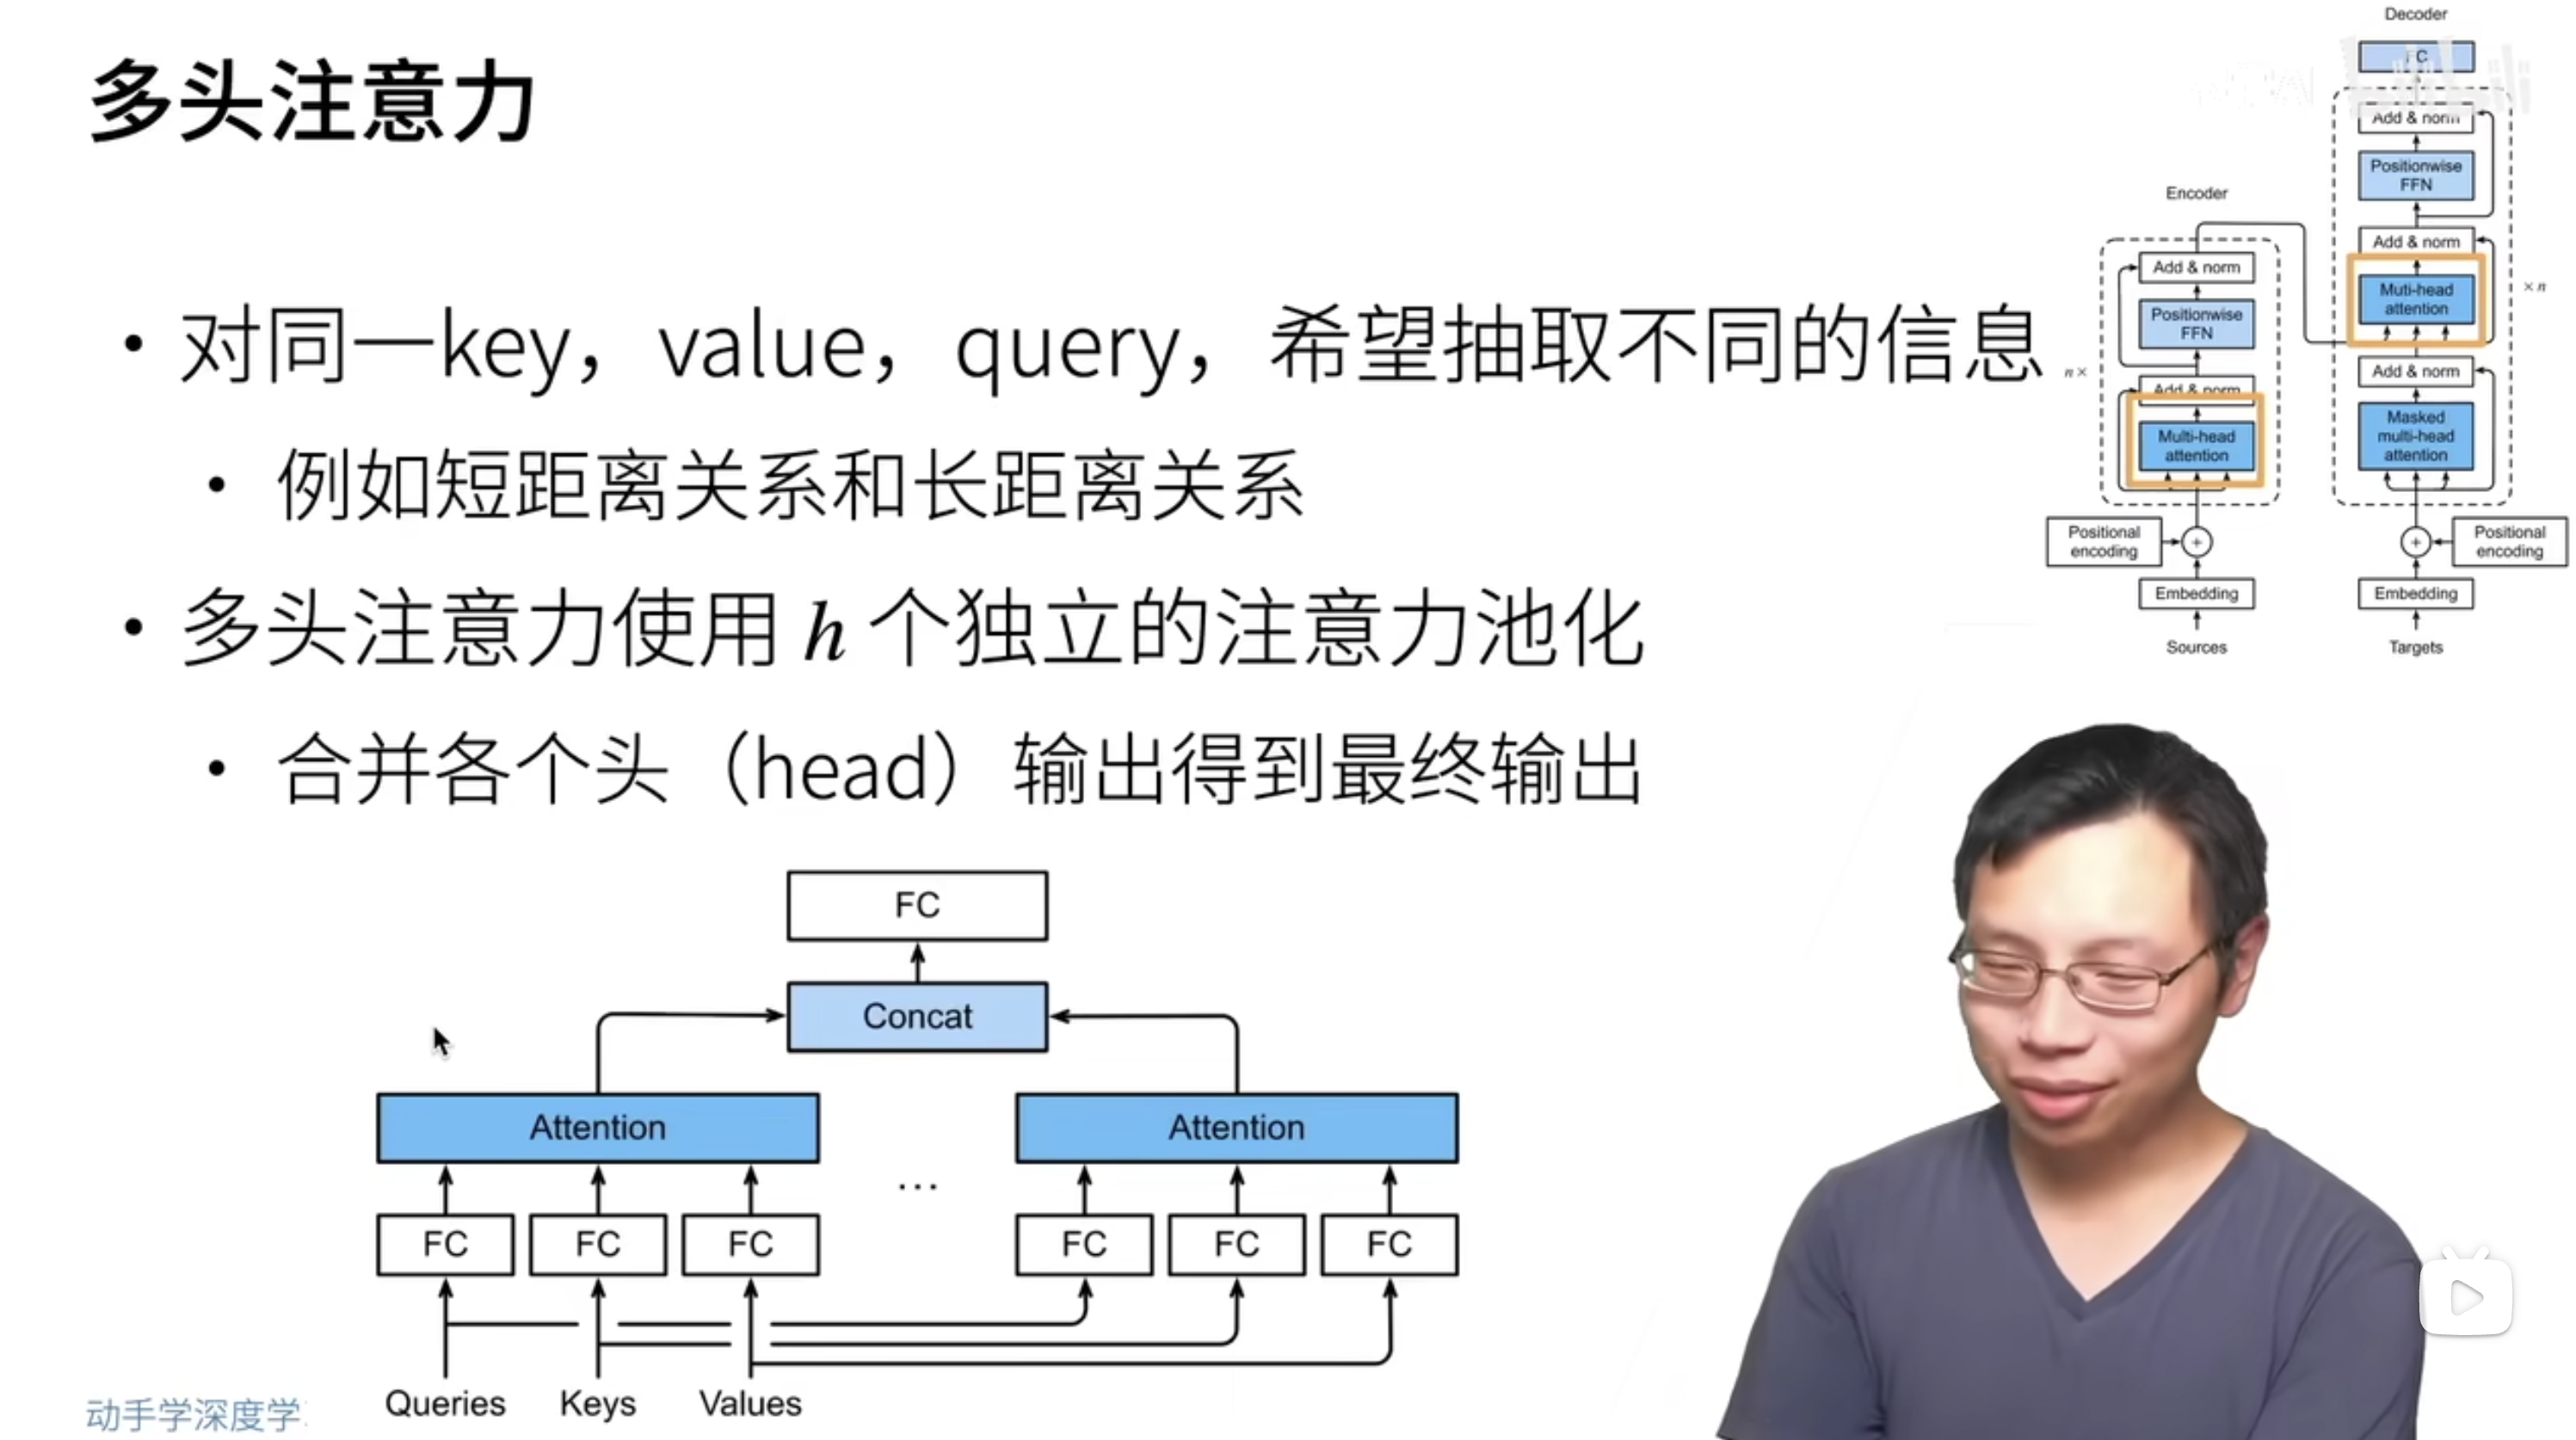 多头注意力
• 对同一key，value，query，希望抽取不同的信息
• 例如短距离关系和长距离关系
• 多头注意力使用 h 个独立的注意力池化
• 合并各个头（head）输出得到最终输出
FC
Concat
Attention
Attention
...
FC
FC
FC
FC
FC
FC
Queries
Keys
Values
动手学深度学
Encoder
Add & norm
Positionwise
FFN
n×
Add & norm
Multi-head
attention
Positional
encoding
+
Embedding
Sources
Decoder
FC
Add & norm
Positionwise
FFN
Add & norm
Muti-head
attention
× n
Add & norm
Masked
multi-head
attention
+
Positional
encoding
Embedding
Targets